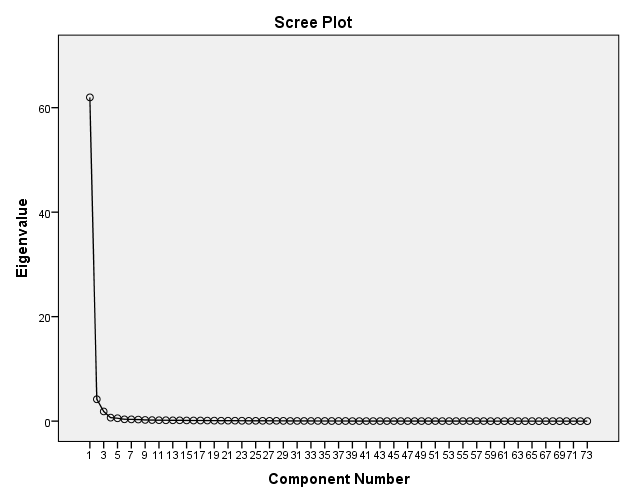 Scree Plot
60
40
20
0
Eigenvalue
1 3 5 7 9 11 13 15 17 19 21 23 25 27 29 31 33 35 37 39 41 43 45 47 49 51 53 55 57 59 61 63 65 67 69 71 73
Component Number